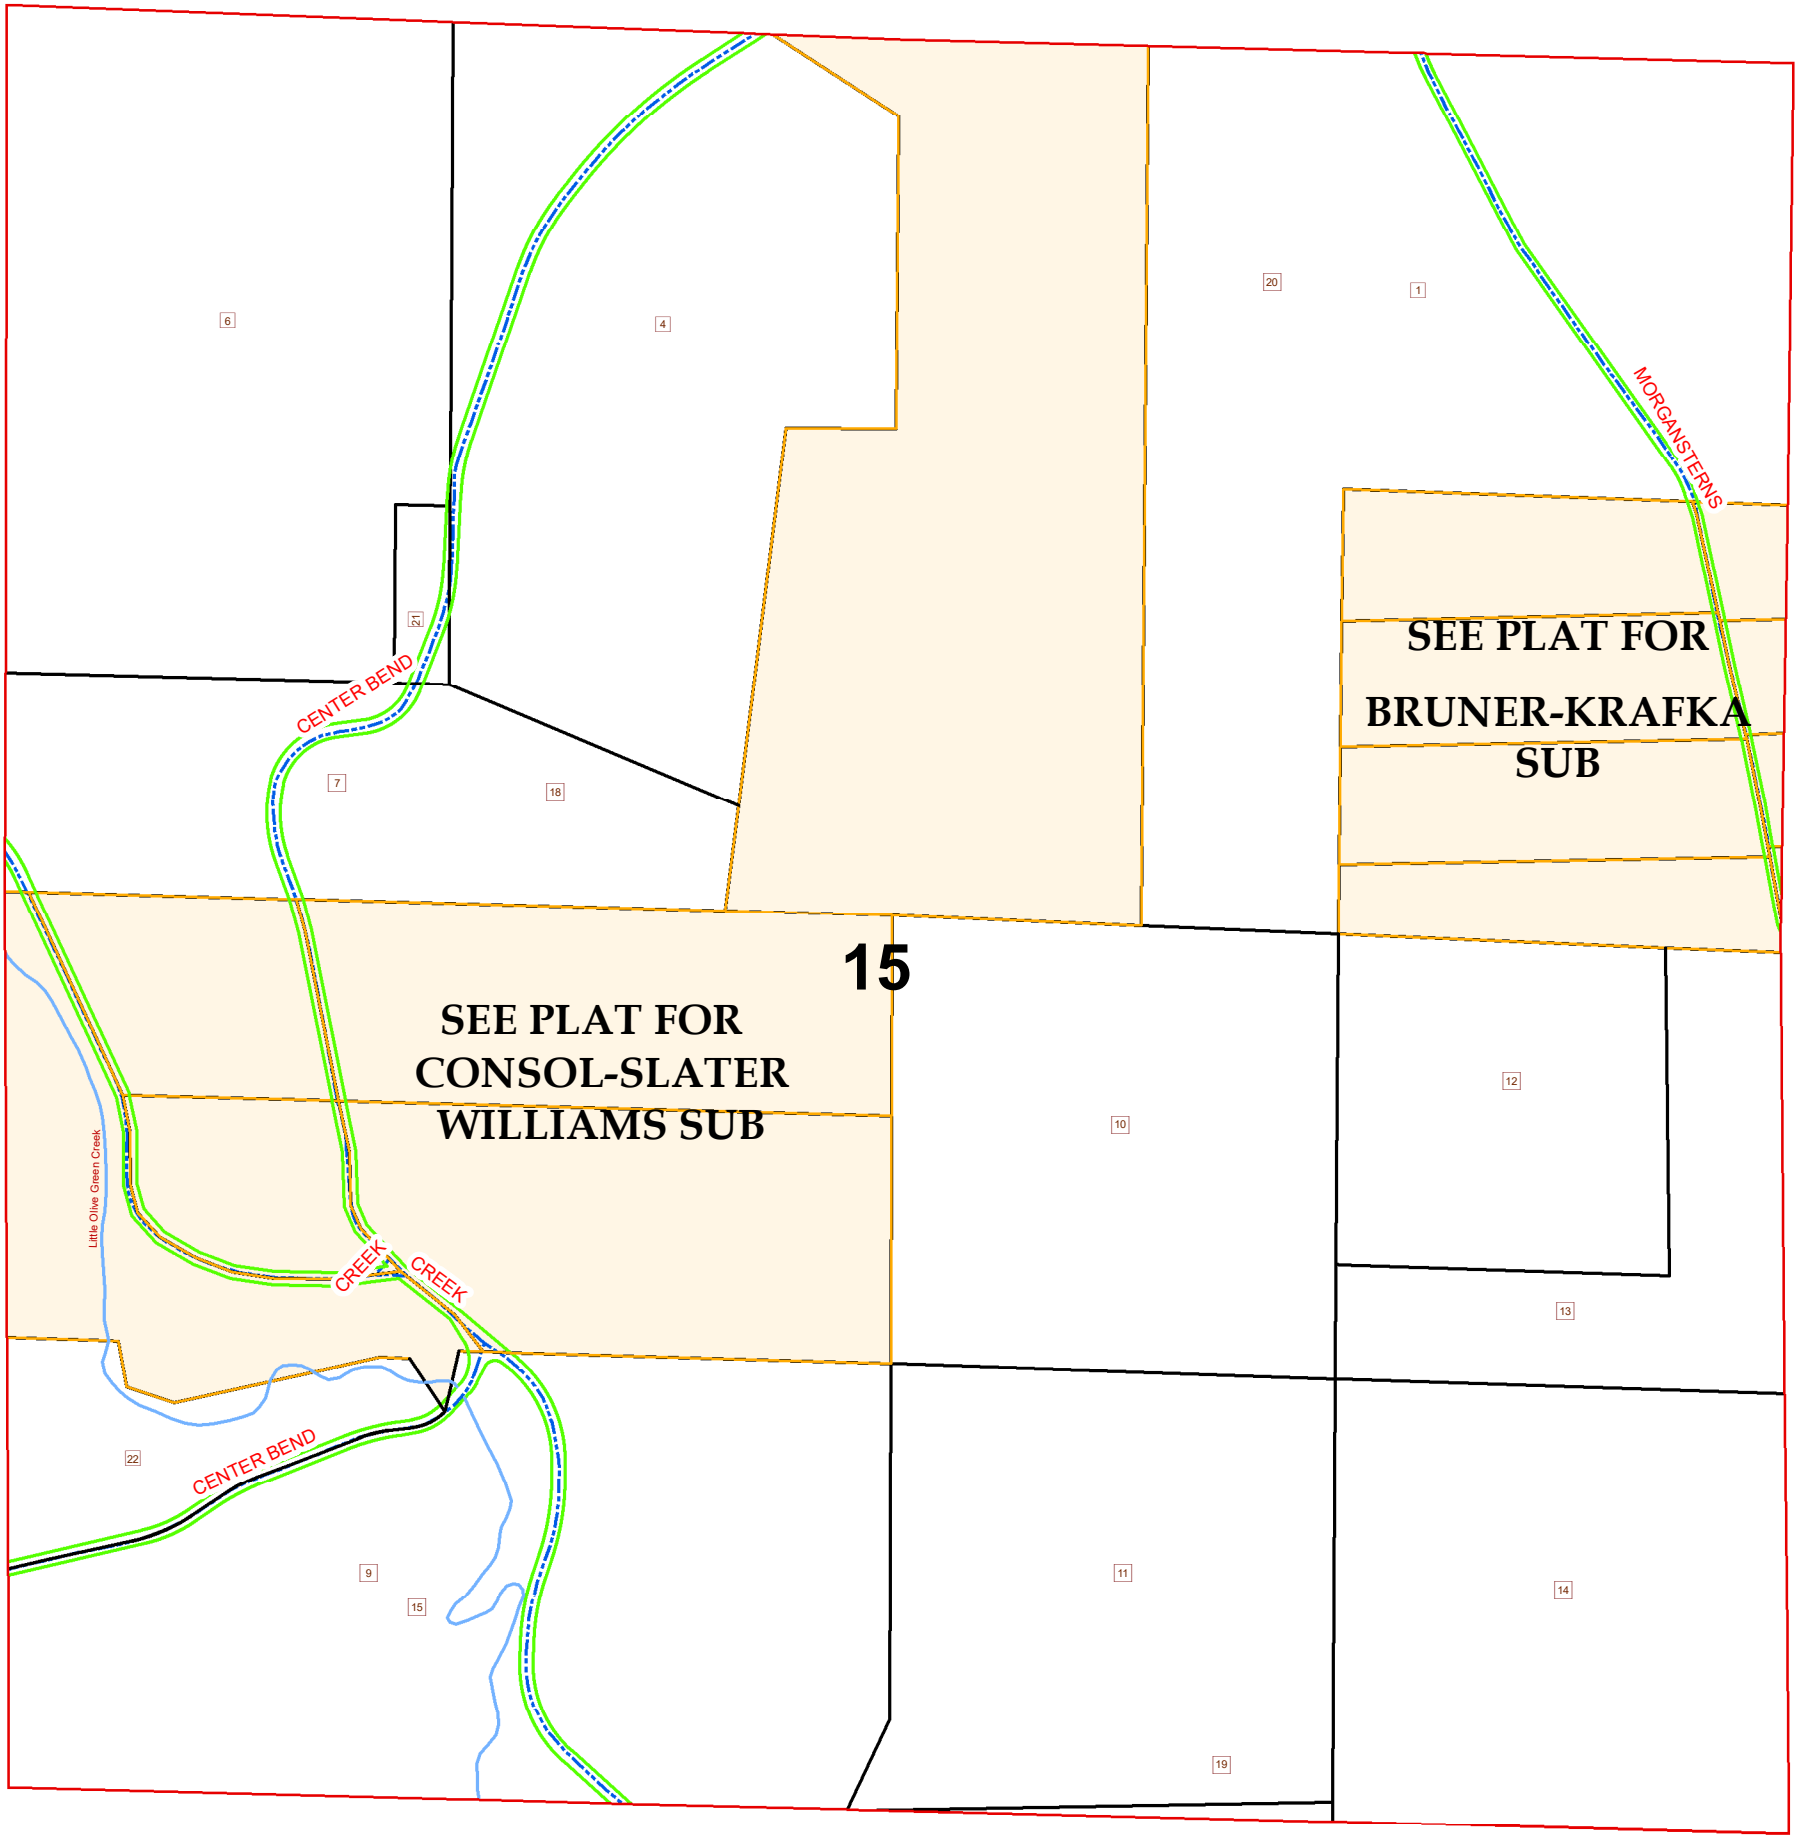 20
1
6
4
MORGANSTERNS
21
SEE PLAT FOR
BRUNER-KRAFKA
SUB
CENTER BEND
7
18
15
SEE PLAT FOR
CONSOL-SLATER
WILLIAMS SUB
12
10
Little Olive Green Creek
CREEK
CREEK
13
CENTER BEND
22
9
15
11
14
19